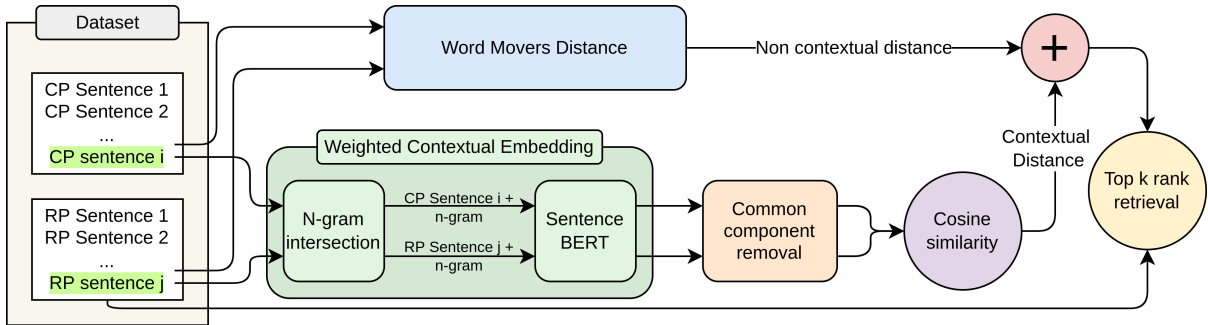 Dataset
CP Sentence 1
CP Sentence 2
...
CP sentence i
RP Sentence 1
RP Sentence 2
...
RP sentence j
Word Movers Distance
Non contextual distance
+
Weighted Contextual Embedding
N-gram
intersection
CP Sentence i +
n-gram
RP Sentence j +
n-gram
Sentence
BERT
Common
component
removal
Cosine
similarity
Contextual
Distance
Top k rank
retrieval